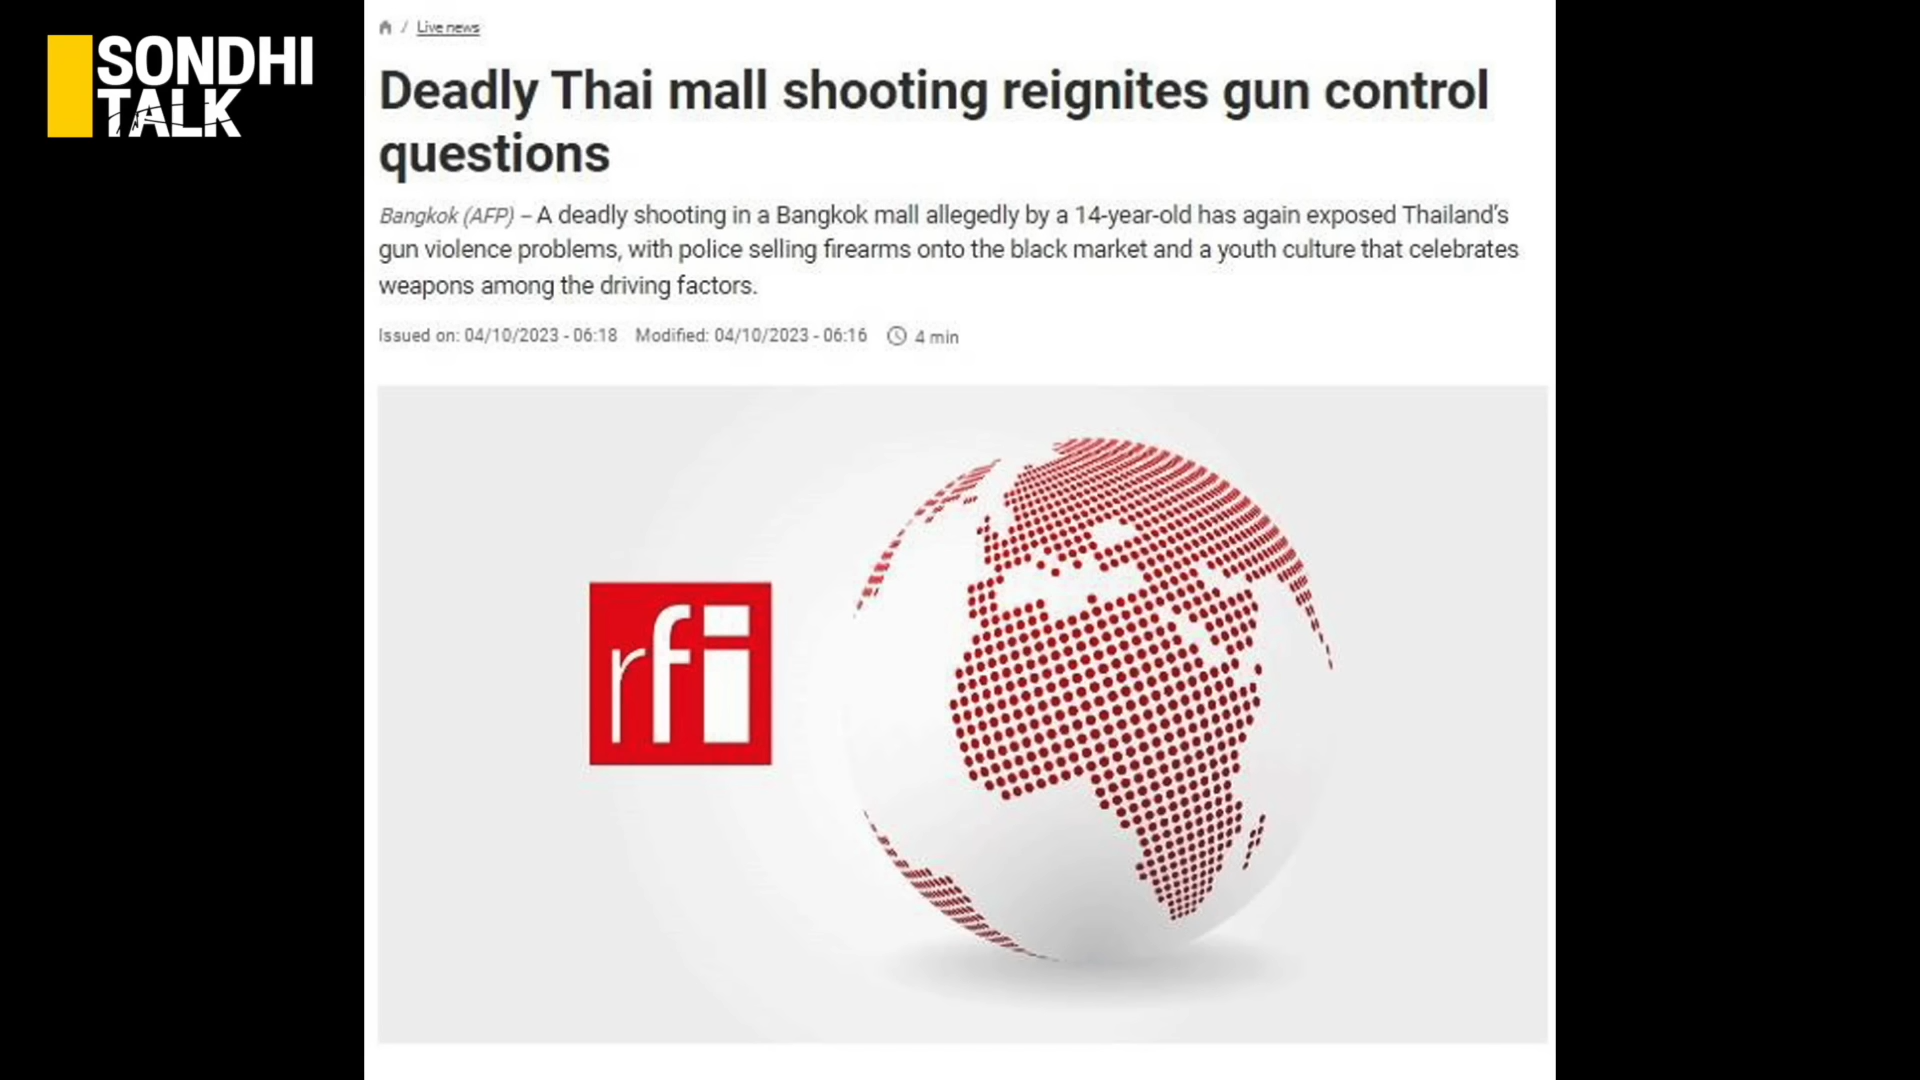 SONDHI
TALK
/ Live news
Deadly Thai mall shooting reignites gun control
questions
Bangkok (AFP) – A deadly shooting in a Bangkok mall allegedly by a 14-year-old has again exposed Thailand's
gun violence problems, with police selling firearms onto the black market and a youth culture that celebrates
weapons among the driving factors.
Issued on: 04/10/2023 - 06:18 Modified: 04/10/2023 - 06:16 4 min
rfi